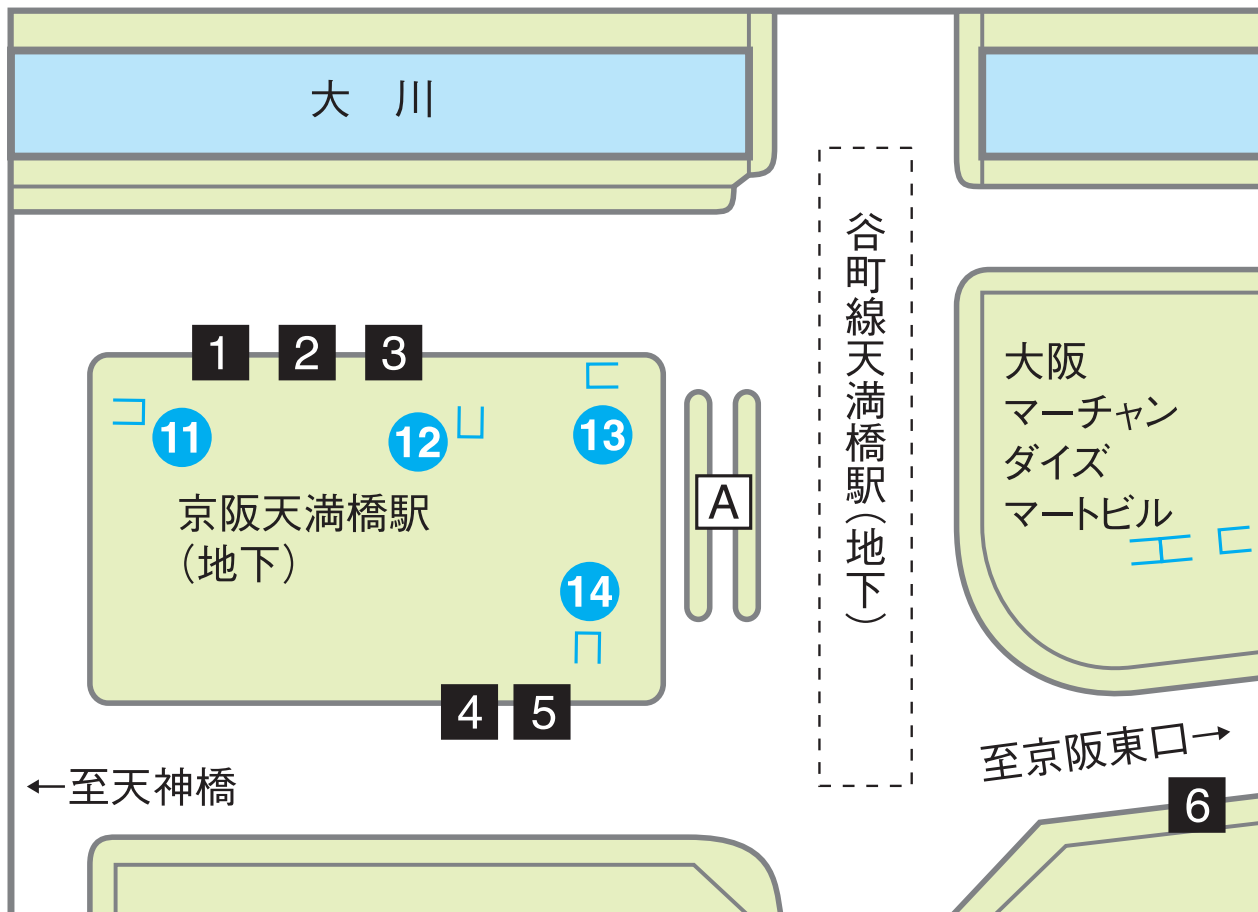 大 川
谷町線天満橋駅(地下)
1 2 3
大阪
マーチャン
ダイズ
マートビル
11 12 13
京阪天満橋駅
(地下)
A
14
4 5
至京阪東口→
←至天神橋
6